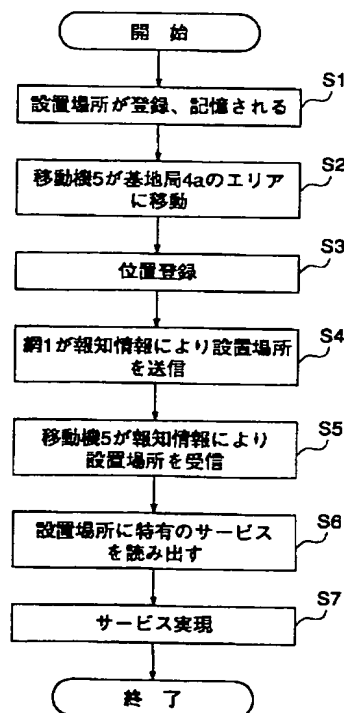 開 始
S1
設置場所が登録、記憶される
S2
移動機5が基地局4aのエリア
に移動
S3
位置登録
S4
網1が報知情報により設置場所
を送信
S5
移動機5が報知情報により
設置場所を受信
S6
設置場所に特有のサービス
を読み出す
S7
サービス実現
終 了